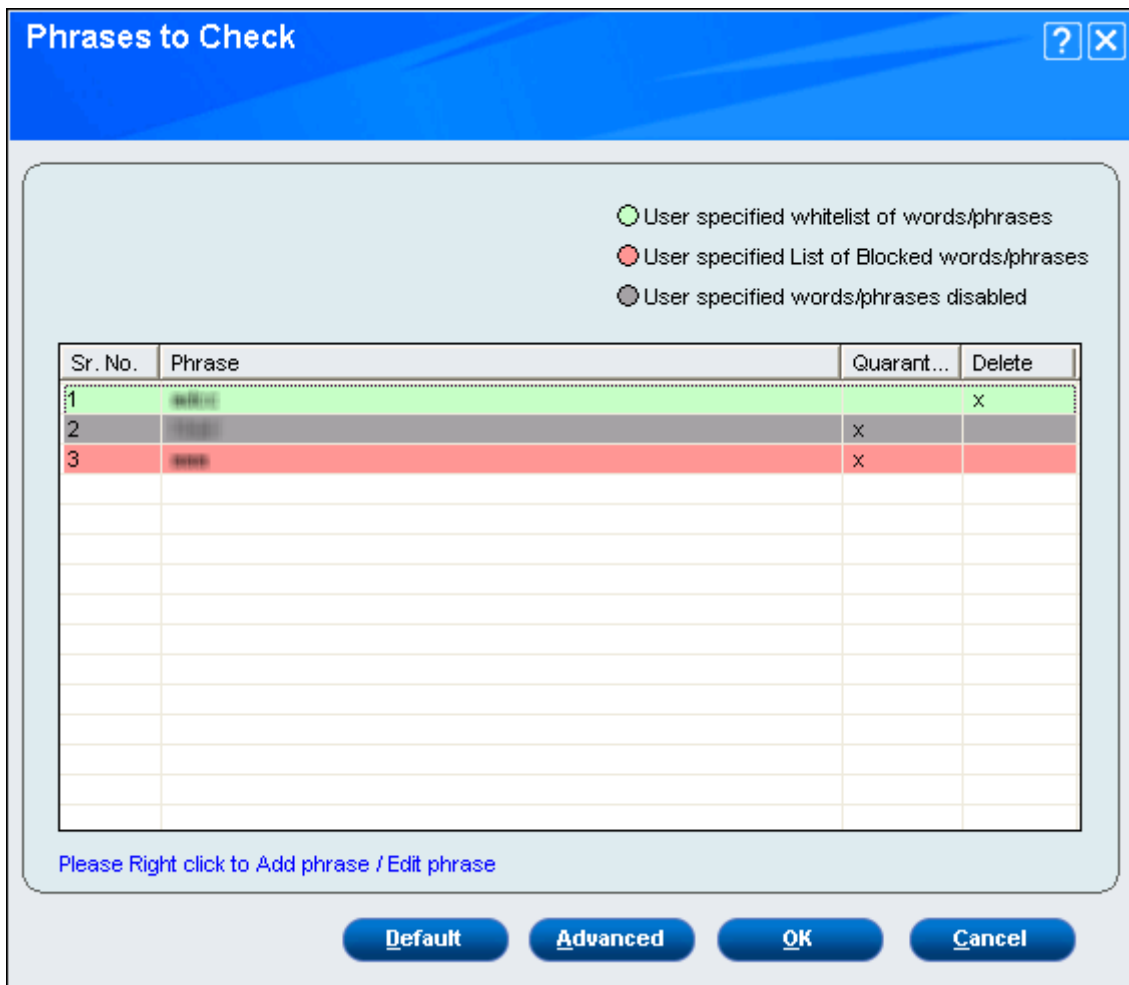 Phrases to Check
?
User specified whitelist of words/phrases
User specified List of Blocked words/phrases
User specified words/phrases disabled
Sr. No. Phrase Quarant... Delete
1 x
2 x
3 x
Please Right click to Add phrase / Edit phrase
Default Advanced OK Cancel